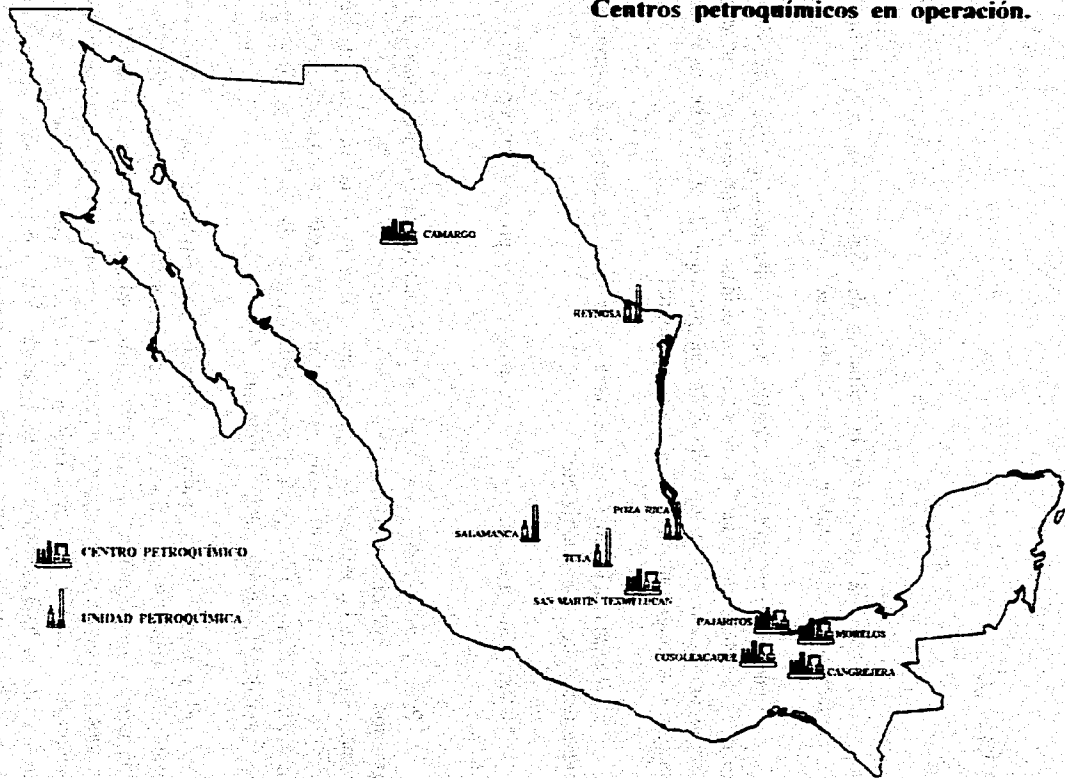 Centros petroquímicos en operación.
CAMARGO
REYNOSA
POZA RICA
SALAMANCA
TULA
CENTRO PETROQUÍMICO
SAN MARTIN TEXMELUCAN
UNIDAD PETROQUÍMICA
PAJARITOS
MORELOS
COSOLEACAQUE
CANGREJERA